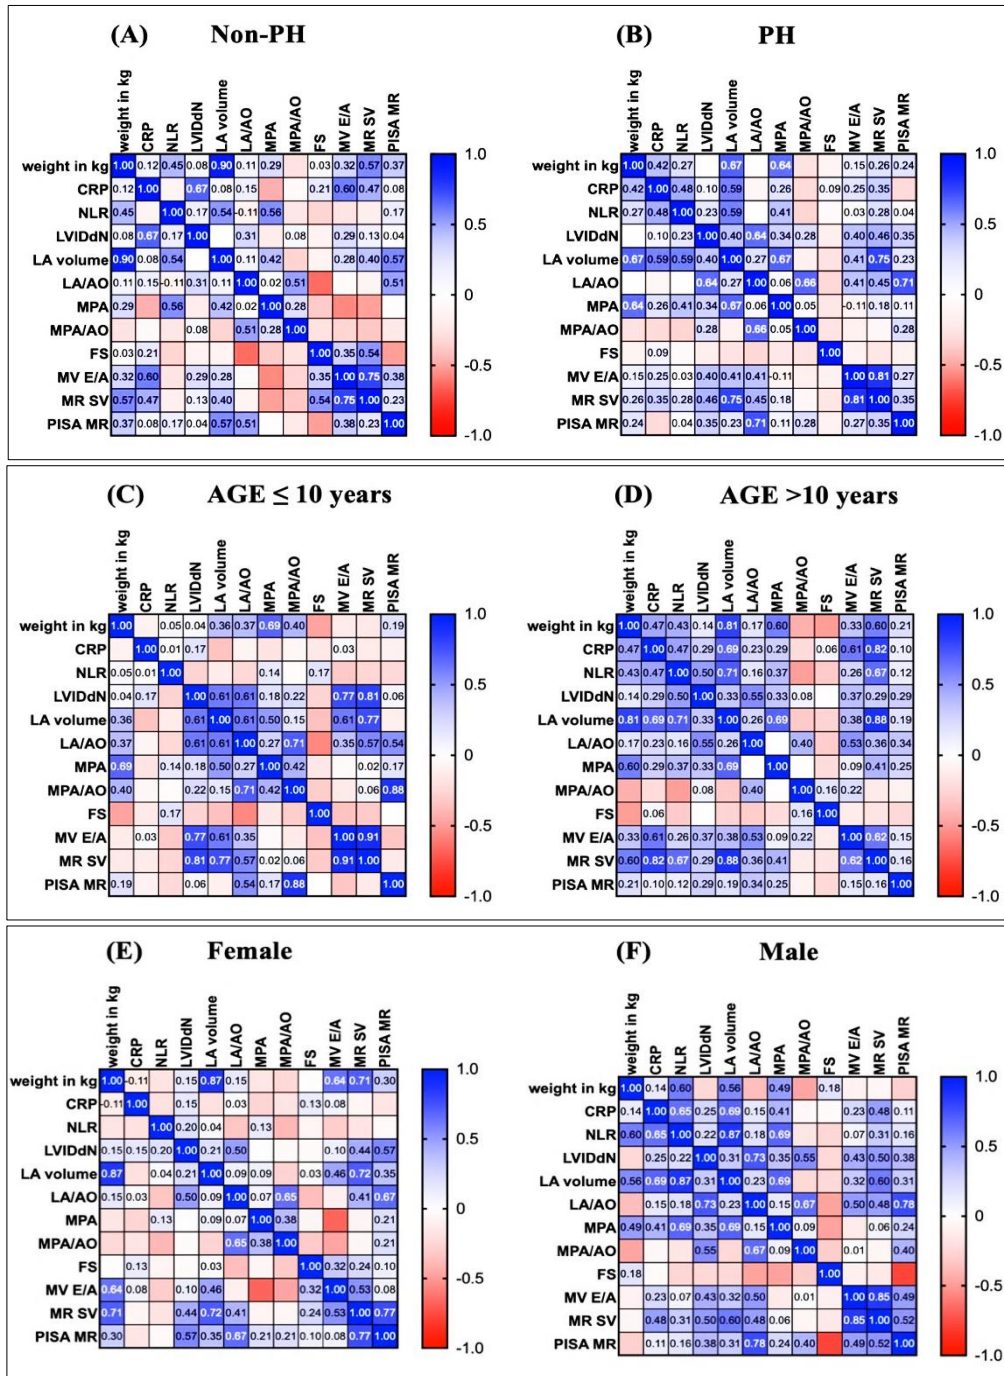 (A) Non-PH
weight in kg CRP NLR LVIDdN LA volume LA/AO MPA MPA/AO FS MV E/A MR SV PISA MR
weight in kg 1.00 0.12 0.45 0.08 0.90 0.11 0.29 0.03 0.32 0.57 0.37
CRP 0.12 1.00 0.67 0.08 0.15 0.21 0.60 0.47 0.08
NLR 0.45 1.00 0.17 0.54 -0.11 0.56 0.17
LVIDdN 0.08 0.67 0.17 1.00 0.31 0.08 0.29 0.13 0.04
LA volume 0.90 0.08 0.54 1.00 0.11 0.42 0.28 0.40 0.57
LA/AO 0.11 0.15 -0.11 0.31 0.11 1.00 0.02 0.51 0.51
MPA 0.29 0.56 0.42 0.02 1.00 0.28
MPA/AO 0.08 0.51 0.28 1.00
FS 0.03 0.21 1.00 0.35 0.54
MV E/A 0.32 0.60 0.29 0.28 0.35 1.00 0.75 0.38
MR SV 0.57 0.47 0.13 0.40 0.54 0.75 1.00 0.23
PISA MR 0.37 0.08 0.17 0.04 0.57 0.51 0.38 0.23 1.00
1.0
0.5
0
-0.5
-1.0
(B) PH
weight in kg CRP NLR LVIDdN LA volume LA/AO MPA MPA/AO FS MV E/A MR SV PISA MR
weight in kg 1.00 0.42 0.27 0.67 0.64 0.15 0.26 0.24
CRP 0.42 1.00 0.48 0.10 0.59 0.26 0.09 0.25 0.35
NLR 0.27 0.48 1.00 0.23 0.59 0.41 0.03 0.28 0.04
LVIDdN 0.10 0.23 1.00 0.40 0.64 0.34 0.28 0.40 0.46 0.35
LA volume 0.67 0.59 0.59 0.40 1.00 0.27 0.67 0.41 0.75 0.23
LA/AO 0.64 0.27 1.00 0.06 0.66 0.41 0.45 0.71
MPA 0.64 0.26 0.41 0.34 0.67 0.06 1.00 0.05 -0.11 0.18 0.11
MPA/AO 0.28 0.66 0.05 1.00 0.28
FS 0.09 1.00
MV E/A 0.15 0.25 0.03 0.40 0.41 0.41 -0.11 1.00 0.81 0.27
MR SV 0.26 0.35 0.28 0.46 0.75 0.45 0.18 0.81 1.00 0.35
PISA MR 0.24 0.04 0.35 0.23 0.71 0.11 0.28 0.27 0.35 1.00
1.0
0.5
0
-0.5
-1.0
(C) AGE ≤ 10 years
weight in kg CRP NLR LVIDdN LA volume LA/AO MPA MPA/AO FS MV E/A MR SV PISA MR
weight in kg 1.00 0.05 0.04 0.36 0.37 0.69 0.40 0.19
CRP 1.00 0.01 0.17 0.03
NLR 0.05 0.01 1.00 0.14 0.17
LVIDdN 0.04 0.17 1.00 0.61 0.61 0.18 0.22 0.77 0.81 0.06
LA volume 0.36 0.61 1.00 0.61 0.50 0.15 0.61 0.77
LA/AO 0.37 0.61 0.61 1.00 0.27 0.71 0.35 0.57 0.54
MPA 0.69 0.14 0.18 0.50 0.27 1.00 0.42 0.02 0.17
MPA/AO 0.40 0.22 0.15 0.71 0.42 1.00 0.06 0.88
FS 0.17 1.00
MV E/A 0.03 0.77 0.61 0.35 1.00 0.91
MR SV 0.81 0.77 0.57 0.02 0.06 0.91 1.00
PISA MR 0.19 0.06 0.54 0.17 0.88 1.00
1.0
0.5
0
-0.5
-1.0
(D) AGE >10 years
weight in kg CRP NLR LVIDdN LA volume LA/AO MPA MPA/AO FS MV E/A MR SV PISA MR
weight in kg 1.00 0.47 0.43 0.14 0.81 0.17 0.60 0.33 0.60 0.21
CRP 0.47 1.00 0.47 0.29 0.69 0.23 0.29 0.06 0.61 0.82 0.10
NLR 0.43 0.47 1.00 0.50 0.71 0.16 0.37 0.26 0.67 0.12
LVIDdN 0.14 0.29 0.50 1.00 0.33 0.55 0.33 0.08 0.37 0.29 0.29
LA volume 0.81 0.69 0.71 0.33 1.00 0.26 0.69 0.38 0.88 0.19
LA/AO 0.17 0.23 0.16 0.55 0.26 1.00 0.40 0.53 0.36 0.34
MPA 0.60 0.29 0.37 0.33 0.69 1.00 0.09 0.41 0.25
MPA/AO 0.08 0.40 1.00 0.16 0.22
FS 0.06 0.16 1.00
MV E/A 0.33 0.61 0.26 0.37 0.38 0.53 0.09 0.22 1.00 0.62 0.15
MR SV 0.60 0.82 0.67 0.29 0.88 0.36 0.41 0.62 1.00 0.16
PISA MR 0.21 0.10 0.12 0.29 0.19 0.34 0.25 0.15 0.16 1.00
1.0
0.5
0
-0.5
-1.0
(E) Female
weight in kg CRP NLR LVIDdN LA volume LA/AO MPA MPA/AO FS MV E/A MR SV PISA MR
weight in kg 1.00 -0.11 0.15 0.87 0.15 0.64 0.71 0.30
CRP -0.11 1.00 0.15 0.03 0.13 0.08
NLR 1.00 0.20 0.04 0.13
LVIDdN 0.15 0.15 0.20 1.00 0.21 0.50 0.10 0.44 0.57
LA volume 0.87 0.04 0.21 1.00 0.09 0.09 0.03 0.46 0.72 0.35
LA/AO 0.15 0.03 0.50 0.09 1.00 0.07 0.65 0.41 0.67
MPA 0.13 0.09 0.07 1.00 0.38 0.21
MPA/AO 0.65 0.38 1.00 0.21
FS 0.13 0.03 1.00 0.32 0.24 0.10
MV E/A 0.64 0.08 0.10 0.46 0.32 1.00 0.53 0.08
MR SV 0.71 0.44 0.72 0.41 0.24 0.53 1.00 0.77
PISA MR 0.30 0.57 0.35 0.67 0.21 0.21 0.10 0.08 0.77 1.00
1.0
0.5
0
-0.5
-1.0
(F) Male
weight in kg CRP NLR LVIDdN LA volume LA/AO MPA MPA/AO FS MV E/A MR SV PISA MR
weight in kg 1.00 0.14 0.60 0.56 0.49 0.18
CRP 0.14 1.00 0.65 0.25 0.69 0.15 0.41 0.23 0.48 0.11
NLR 0.60 0.65 1.00 0.22 0.87 0.18 0.69 0.07 0.31 0.16
LVIDdN 0.25 0.22 1.00 0.31 0.73 0.35 0.55 0.43 0.50 0.38
LA volume 0.56 0.69 0.87 0.31 1.00 0.23 0.69 0.32 0.60 0.31
LA/AO 0.15 0.18 0.73 0.23 1.00 0.15 0.67 0.50 0.48 0.78
MPA 0.49 0.41 0.69 0.35 0.69 0.15 1.00 0.09 0.06 0.24
MPA/AO 0.55 0.67 0.09 1.00 0.01 0.40
FS 0.18 1.00
MV E/A 0.23 0.07 0.43 0.32 0.50 0.01 1.00 0.85 0.49
MR SV 0.48 0.31 0.50 0.60 0.48 0.06 0.85 1.00 0.52
PISA MR 0.11 0.16 0.38 0.31 0.78 0.24 0.40 0.49 0.52 1.00
1.0
0.5
0
-0.5
-1.0